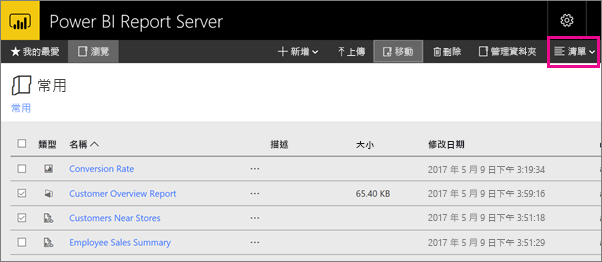 Power BI Report Server
我的最愛 瀏覽 新增 上傳 移動 刪除 管理資料夾 清單
常用
常用
類型 名稱 描述 大小 修改日期
Conversion Rate ... 2017 年 5 月 9 日下午 3:19:34
Customer Overview Report ... 65.40 KB 2017 年 5 月 9 日下午 3:59:16
Customers Near Stores ... 2017 年 5 月 9 日下午 3:51:18
Employee Sales Summary ... 2017 年 5 月 9 日下午 3:51:29